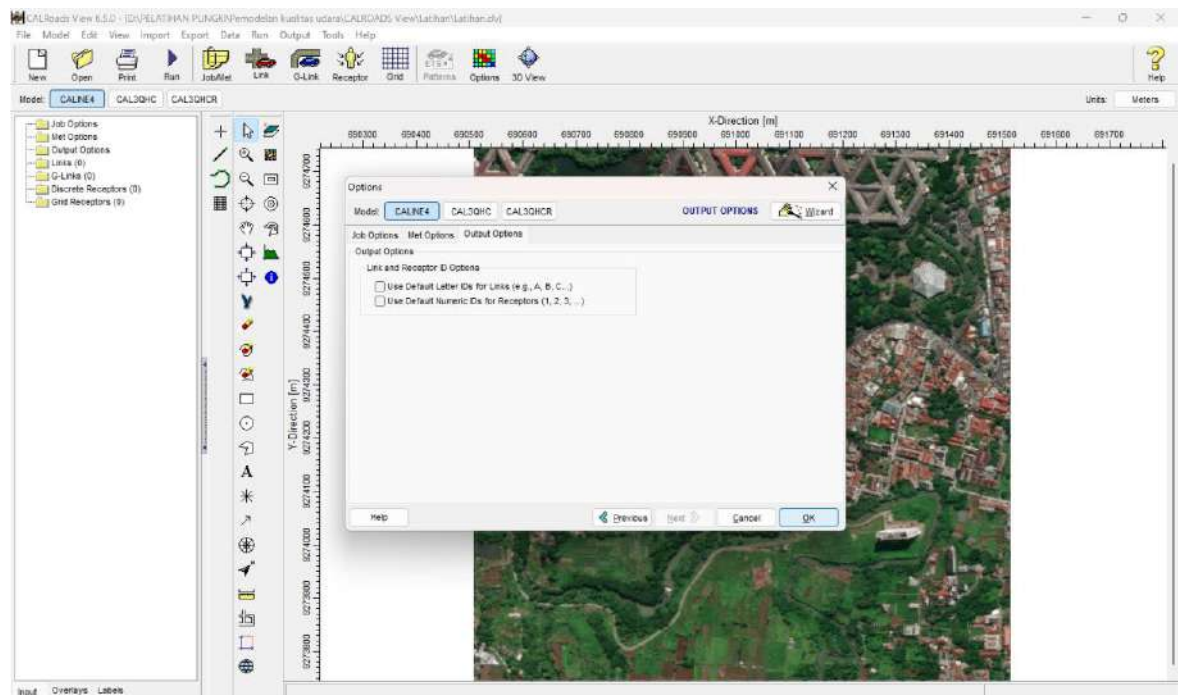 CALRoads View 6.5.0 - [D:\PELATIHAN PUNGKI\Pemodelan kualitas udara\CALROADS View\Latihan\Latihan.clv]
File Model Edit View Import Export Data Run Output Tools Help
New Open Print Run Job/Met Link Q-Link Receptor Grid Patterns Options 3D View Help
Model: CALINE4 CAL3QHC CAL3QHCR Units: Meters
Job Options
Met Options
Output Options
Links (0)
G-Links (0)
Discrete Receptors (0)
Grid Receptors (0)
X-Direction [m]
690300 690400 690500 690600 690700 690800 690900 691000 691100 691200 691300 691400 691500 691600 691700
Y-Direction [m]
9274700
9274600
9274500
9274400
9274300
9274200
9274100
9274000
9273900
9273800
Options
Model: CALINE4 CAL3QHC CAL3QHCR OUTPUT OPTIONS Wizard
Job Options Met Options Output Options
Output Options
Link and Receptor ID Options
Use Default Letter IDs for Links (e.g., A, B, C...)
Use Default Numeric IDs for Receptors (1, 2, 3, ...)
Help Previous Next Cancel OK
A
Input Overlays Labels